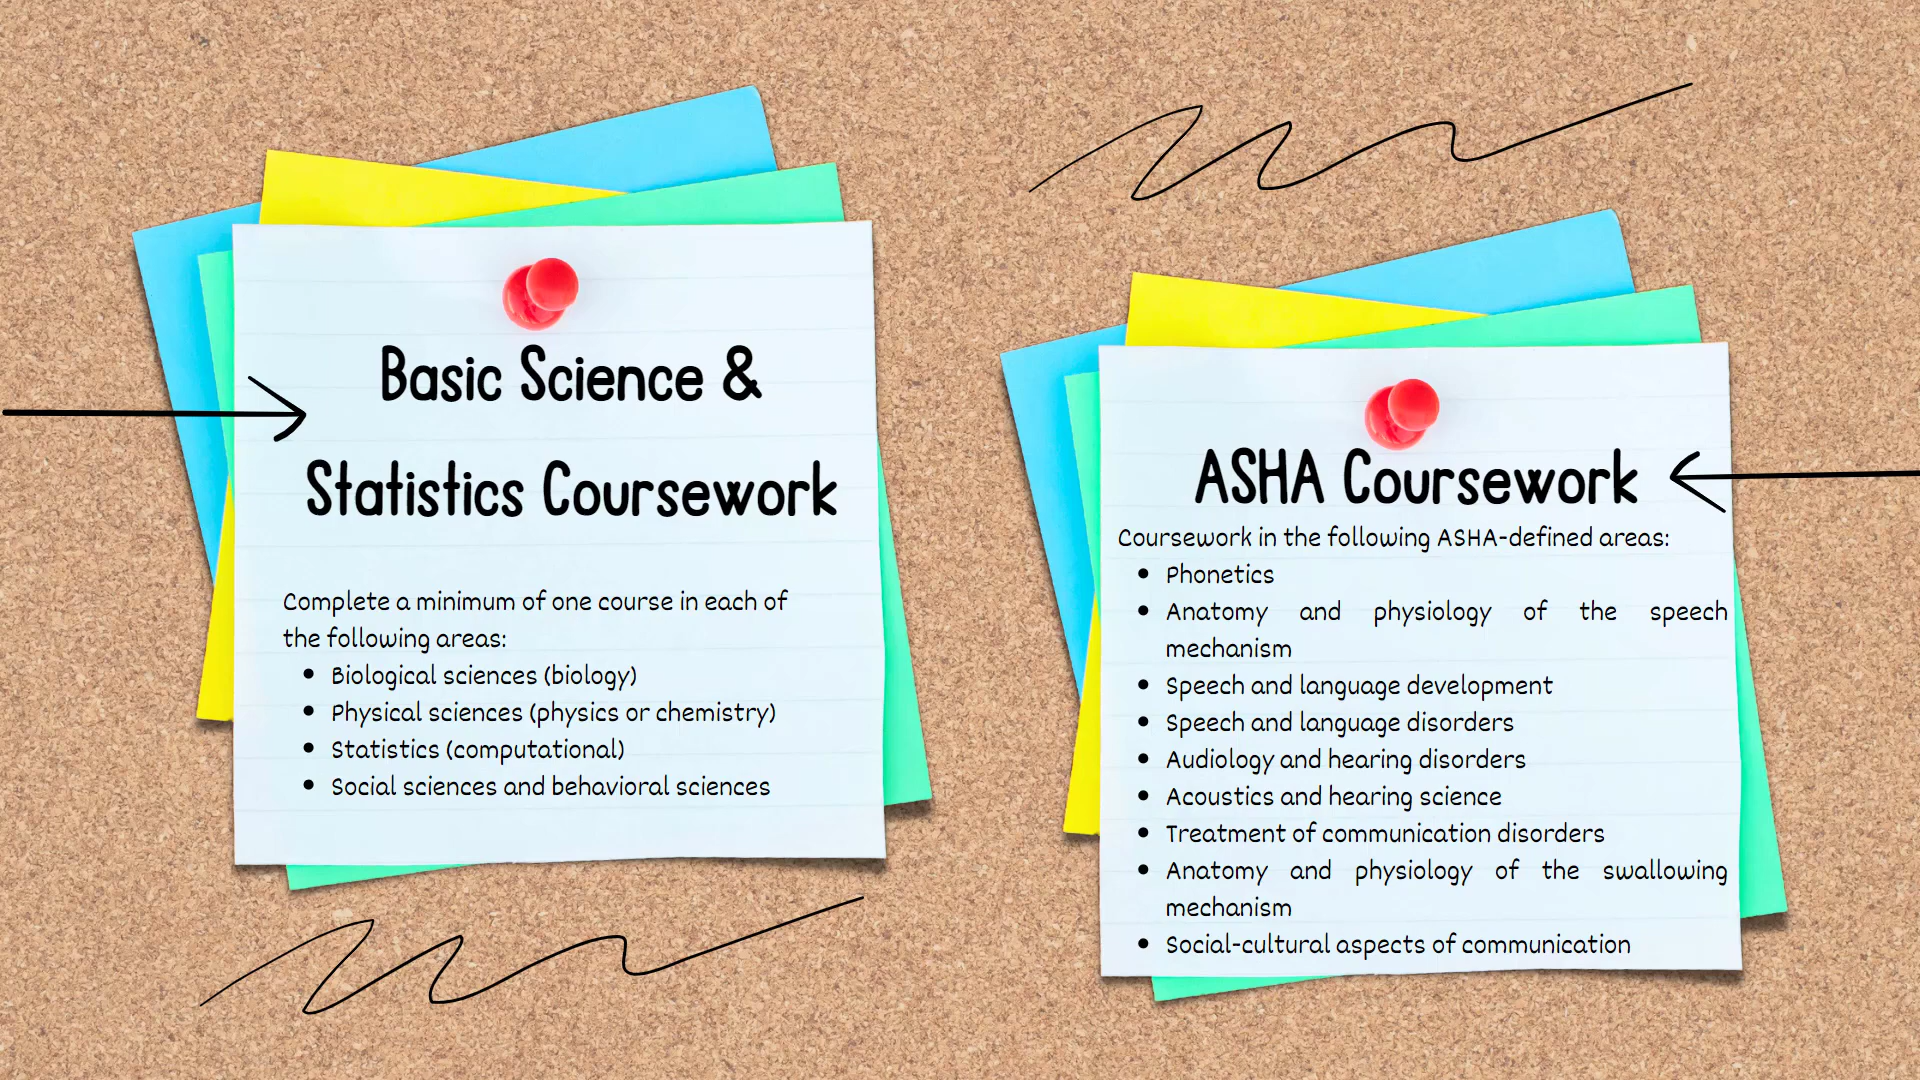 Basic Science &
Statistics Coursework
Complete a minimum of one course in each of
the following areas:
• Biological sciences (biology)
• Physical sciences (physics or chemistry)
• Statistics (computational)
• Social sciences and behavioral sciences
ASHA Coursework
Coursework in the following ASHA-defined areas:
• Phonetics
• Anatomy and physiology of the speech
mechanism
• Speech and language development
• Speech and language disorders
• Audiology and hearing disorders
• Acoustics and hearing science
• Treatment of communication disorders
• Anatomy and physiology of the swallowing
mechanism
• Social-cultural aspects of communication